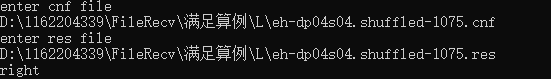 enter cnf file
D:\1162204339\FileRecv\满足算例\L\eh-dp04s04.shuffled-1075.cnf
enter res file
D:\1162204339\FileRecv\满足算例\L\eh-dp04s04.shuffled-1075.res
right